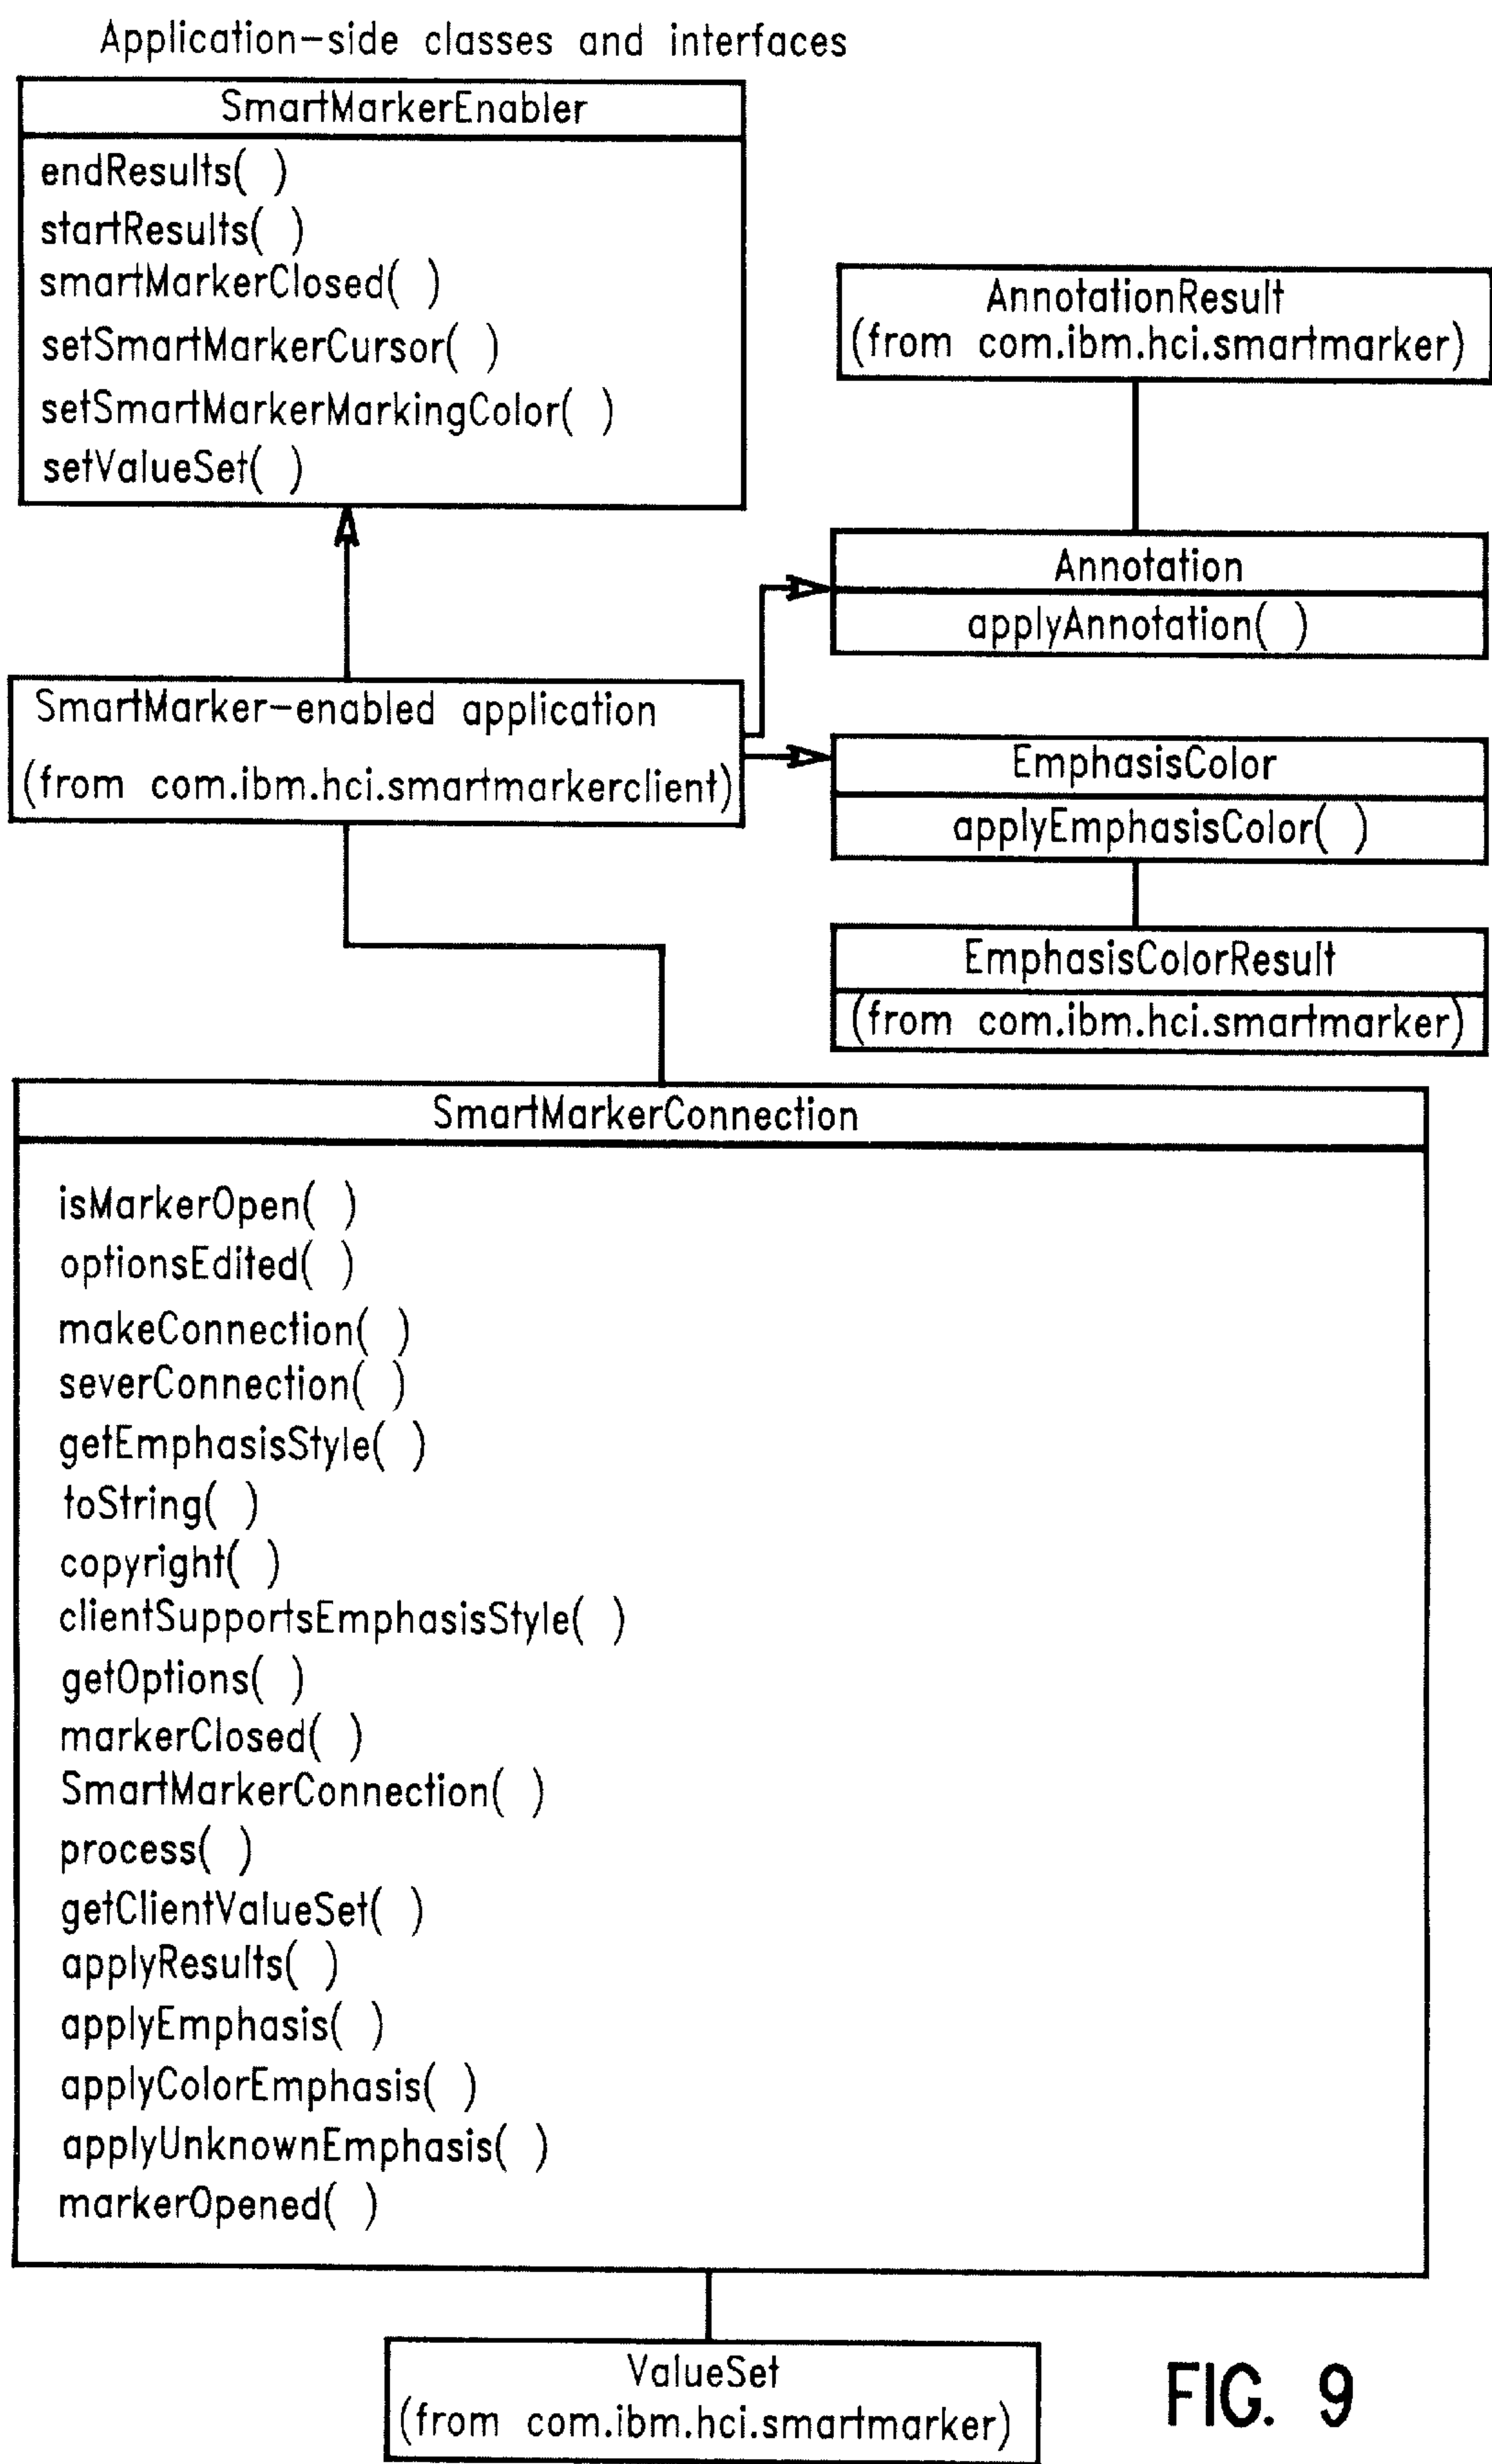 Application-side classes and interfaces
SmartMarkerEnabler
endResults( )
startResults( )
smartMarkerClosed( )
setSmartMarkerCursor( )
setSmartMarkerMarkingColor( )
setValueSet( )
AnnotationResult
(from com.ibm.hci.smartmarker)
Annotation
applyAnnotation( )
SmartMarker-enabled application
(from com.ibm.hci.smartmarkerclient)
EmphasisColor
applyEmphasisColor( )
EmphasisColorResult
(from com.ibm.hci.smartmarker)
SmartMarkerConnection
isMarkerOpen( )
optionsEdited( )
makeConnection( )
severConnection( )
getEmphasisStyle( )
toString( )
copyright( )
clientSupportsEmphasisStyle( )
getOptions( )
markerClosed( )
SmartMarkerConnection( )
process( )
getClientValueSet( )
applyResults( )
applyEmphasis( )
applyColorEmphasis( )
applyUnknownEmphasis( )
markerOpened( )
ValueSet
(from com.ibm.hci.smartmarker)
FIG. 9